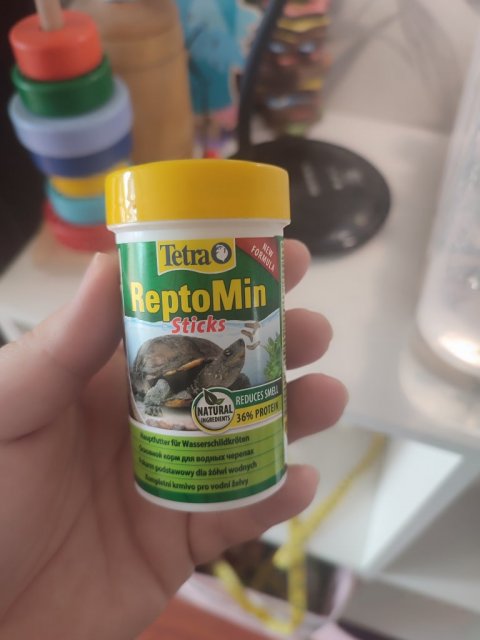 Tetra
NEW
FORMULA
ReptoMin
Sticks
NATURAL
INGREDIENTS
REDUCES SMELL
36% PROTEIN
Hauptfutter für Wasserschildkröten
Основной корм для водных черепах
Pokarm podstawowy dla żółwi wodnych
Kompletní krmivo pro vodní želvy